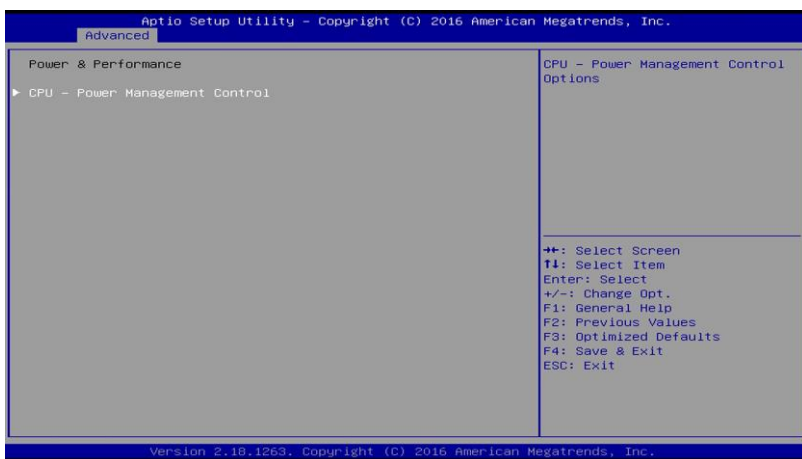 Aptio Setup Utility – Copyright (C) 2016 American Megatrends, Inc.
Advanced
Power & Performance
▶ CPU – Power Management Control
CPU – Power Management Control
Options
→←: Select Screen
↑↓: Select Item
Enter: Select
+/-: Change Opt.
F1: General Help
F2: Previous Values
F3: Optimized Defaults
F4: Save & Exit
ESC: Exit
Version 2.18.1263. Copyright (C) 2016 American Megatrends, Inc.